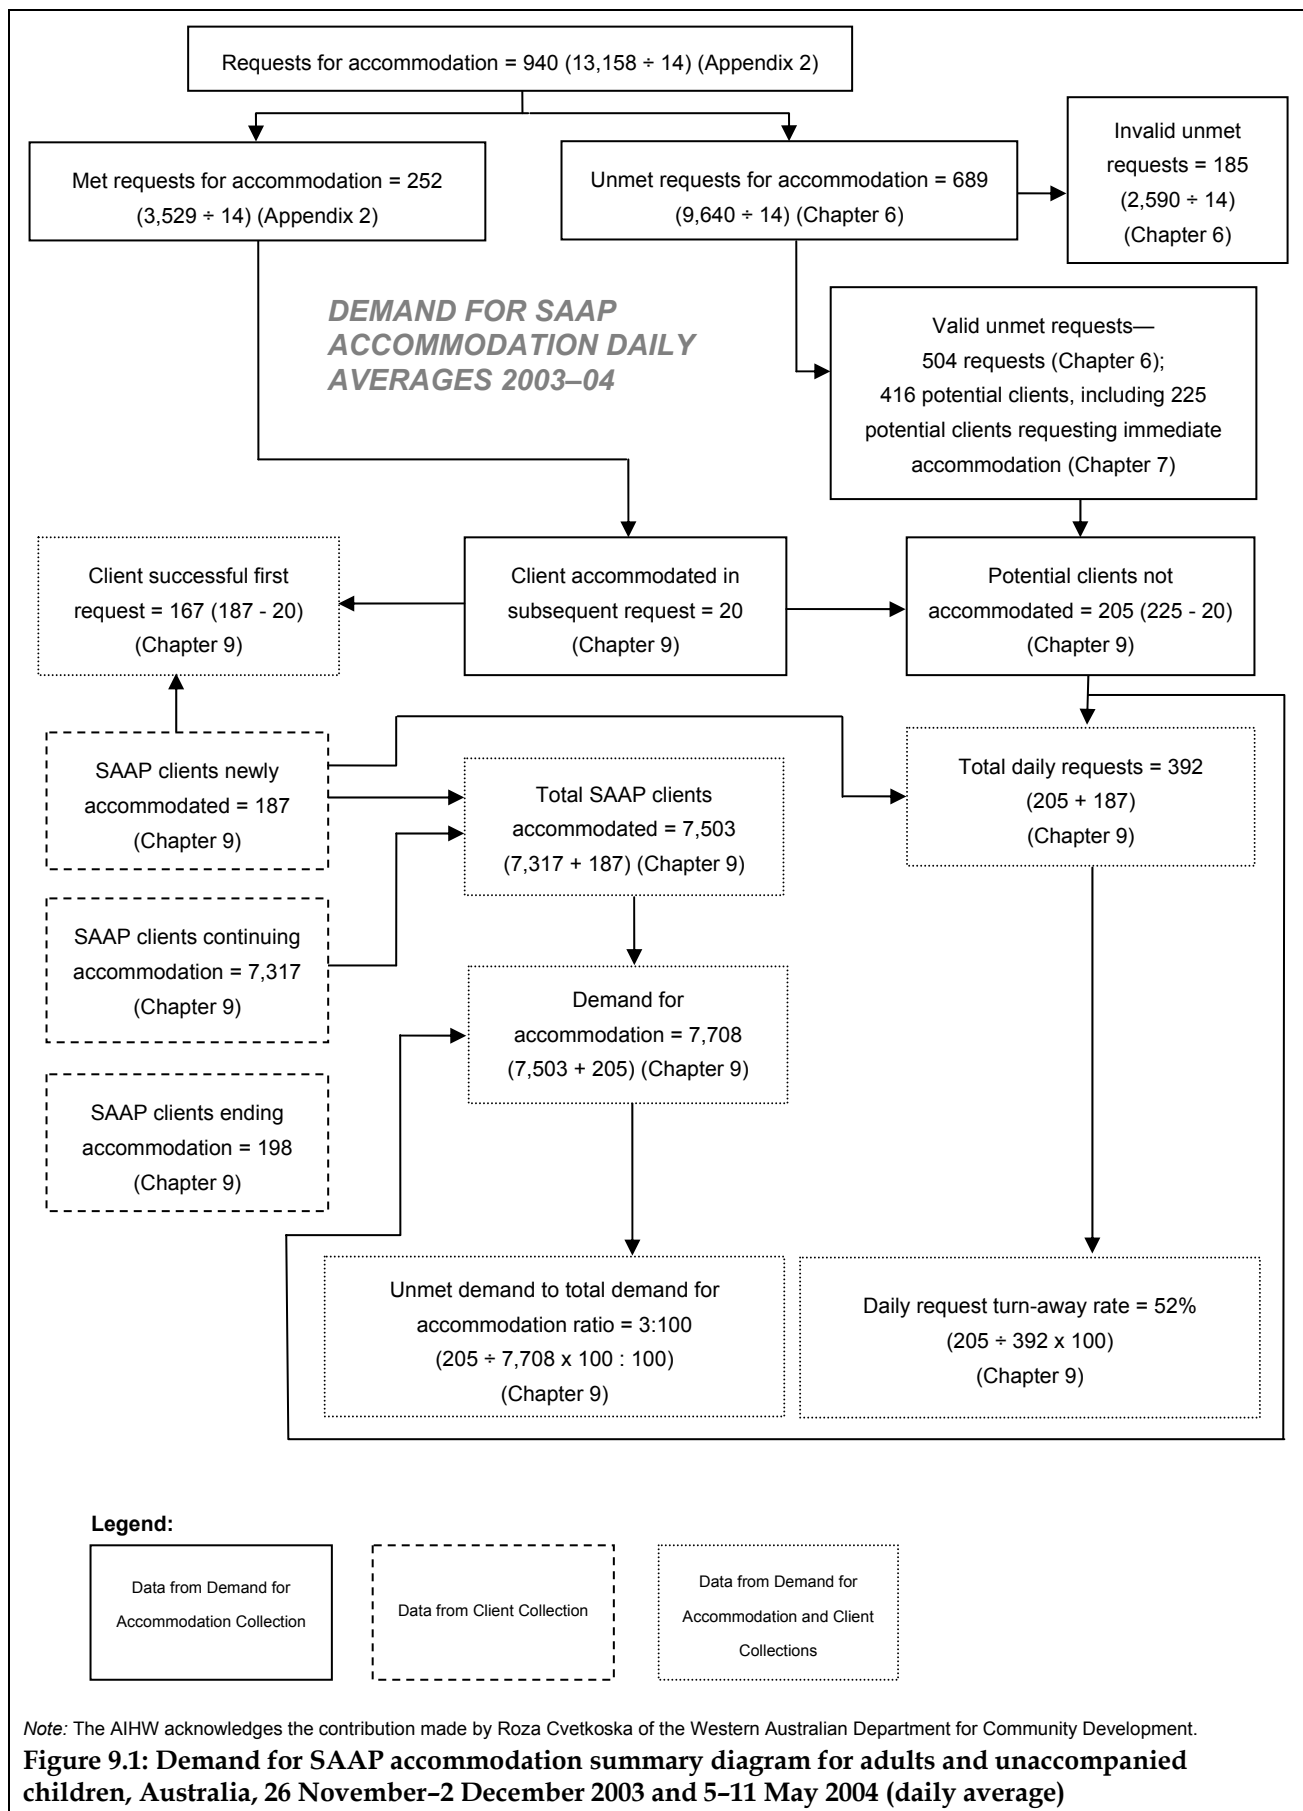 Requests for accommodation = 940 (13,158 ÷ 14) (Appendix 2)
Met requests for accommodation = 252
(3,529 ÷ 14) (Appendix 2)
Unmet requests for accommodation = 689
(9,640 ÷ 14) (Chapter 6)
Invalid unmet
requests = 185
(2,590 ÷ 14)
(Chapter 6)
DEMAND FOR SAAP
ACCOMMODATION DAILY
AVERAGES 2003–04
Valid unmet requests—
504 requests (Chapter 6);
416 potential clients, including 225
potential clients requesting immediate
accommodation (Chapter 7)
Client successful first
request = 167 (187 - 20)
(Chapter 9)
Client accommodated in
subsequent request = 20
(Chapter 9)
Potential clients not
accommodated = 205 (225 - 20)
(Chapter 9)
SAAP clients newly
accommodated = 187
(Chapter 9)
Total SAAP clients
accommodated = 7,503
(7,317 + 187) (Chapter 9)
Total daily requests = 392
(205 + 187)
(Chapter 9)
SAAP clients continuing
accommodation = 7,317
(Chapter 9)
Demand for
accommodation = 7,708
(7,503 + 205) (Chapter 9)
SAAP clients ending
accommodation = 198
(Chapter 9)
Unmet demand to total demand for
accommodation ratio = 3:100
(205 ÷ 7,708 x 100 : 100)
(Chapter 9)
Daily request turn-away rate = 52%
(205 ÷ 392 x 100)
(Chapter 9)
Legend:
Data from Demand for
Accommodation Collection
Data from Client Collection
Data from Demand for
Accommodation and Client
Collections
Note: The AIHW acknowledges the contribution made by Roza Cvetkoska of the Western Australian Department for Community Development.
Figure 9.1: Demand for SAAP accommodation summary diagram for adults and unaccompanied
children, Australia, 26 November–2 December 2003 and 5–11 May 2004 (daily average)